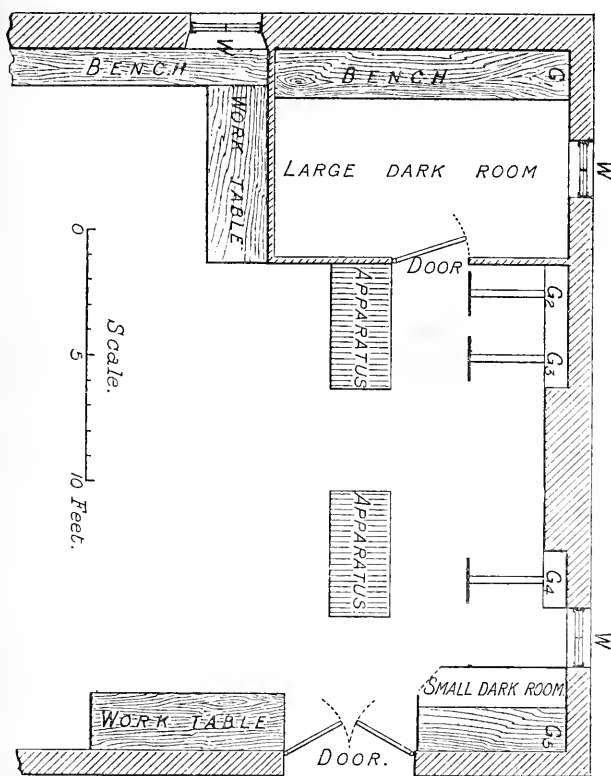 W
BENCH
BENCH
G
WORK TABLE
LARGE DARK ROOM
W
DOOR
G2
G3
APPARATUS
0
5
10 Feet.
Scale.
APPARATUS
G4
W
SMALL DARK ROOM.
G5
WORK TABLE
DOOR.